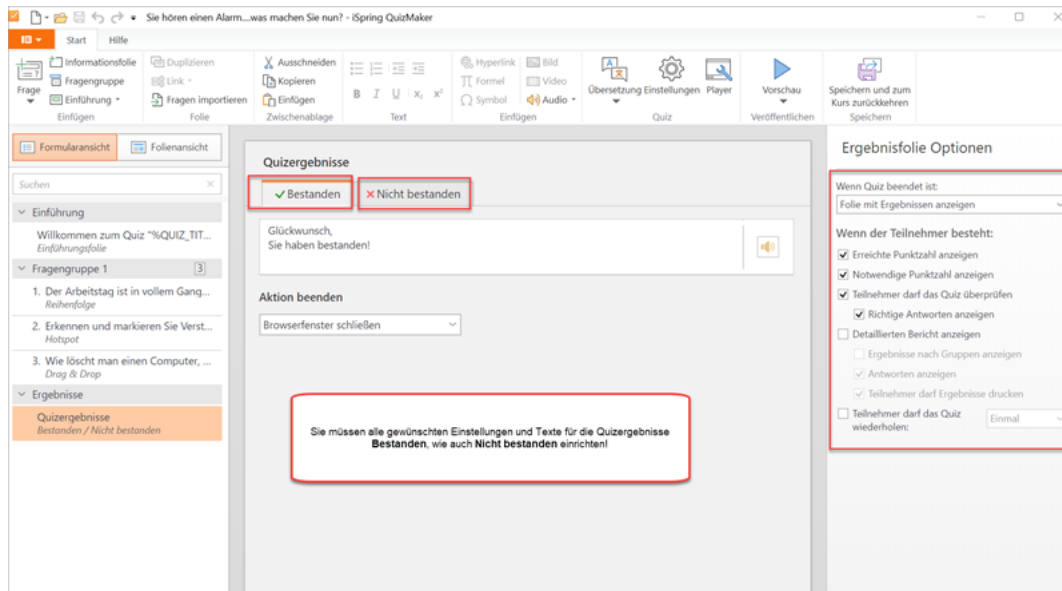 Sie hören einen Alarm....was machen Sie nun? - iSpring QuizMaker
Start Hilfe
Frage
Informationsfolie
Fragengruppe
Einführung
Einfügen
Duplizieren
Link
Fragen importieren
Folie
Ausschneiden
Kopieren
Einfügen
Zwischenablage
B I U X₂ X²
Text
Hyperlink
Formel
Symbol
Bild
Video
Audio
Einfügen
Übersetzung Einstellungen Player
Quiz
Vorschau
Veröffentlichen
Speichern und zum
Kurs zurückkehren
Speichern
Formularansicht Folienansicht
Suchen
Einführung
Willkommen zum Quiz "%QUIZ_TIT...
Einführungsfolie
Fragengruppe 1 3
1. Der Arbeitstag ist in vollem Gang...
Reihenfolge
2. Erkennen und markieren Sie Verst...
Hotspot
3. Wie löscht man einen Computer, ...
Drag & Drop
Ergebnisse
Quizergebnisse
Bestanden / Nicht bestanden
Quizergebnisse
Bestanden Nicht bestanden
Glückwunsch,
Sie haben bestanden!
Aktion beenden
Browserfenster schließen
Sie müssen alle gewünschten Einstellungen und Texte für die Quizergebnisse
Bestanden, wie auch Nicht bestanden einrichten!
Ergebnisfolie Optionen
Wenn Quiz beendet ist:
Folie mit Ergebnissen anzeigen
Wenn der Teilnehmer besteht:
Erreichte Punktzahl anzeigen
Notwendige Punktzahl anzeigen
Teilnehmer darf das Quiz überprüfen
Richtige Antworten anzeigen
Detaillierten Bericht anzeigen
Ergebnisse nach Gruppen anzeigen
Antworten anzeigen
Teilnehmer darf Ergebnisse drucken
Teilnehmer darf das Quiz
wiederholen:
Einmal